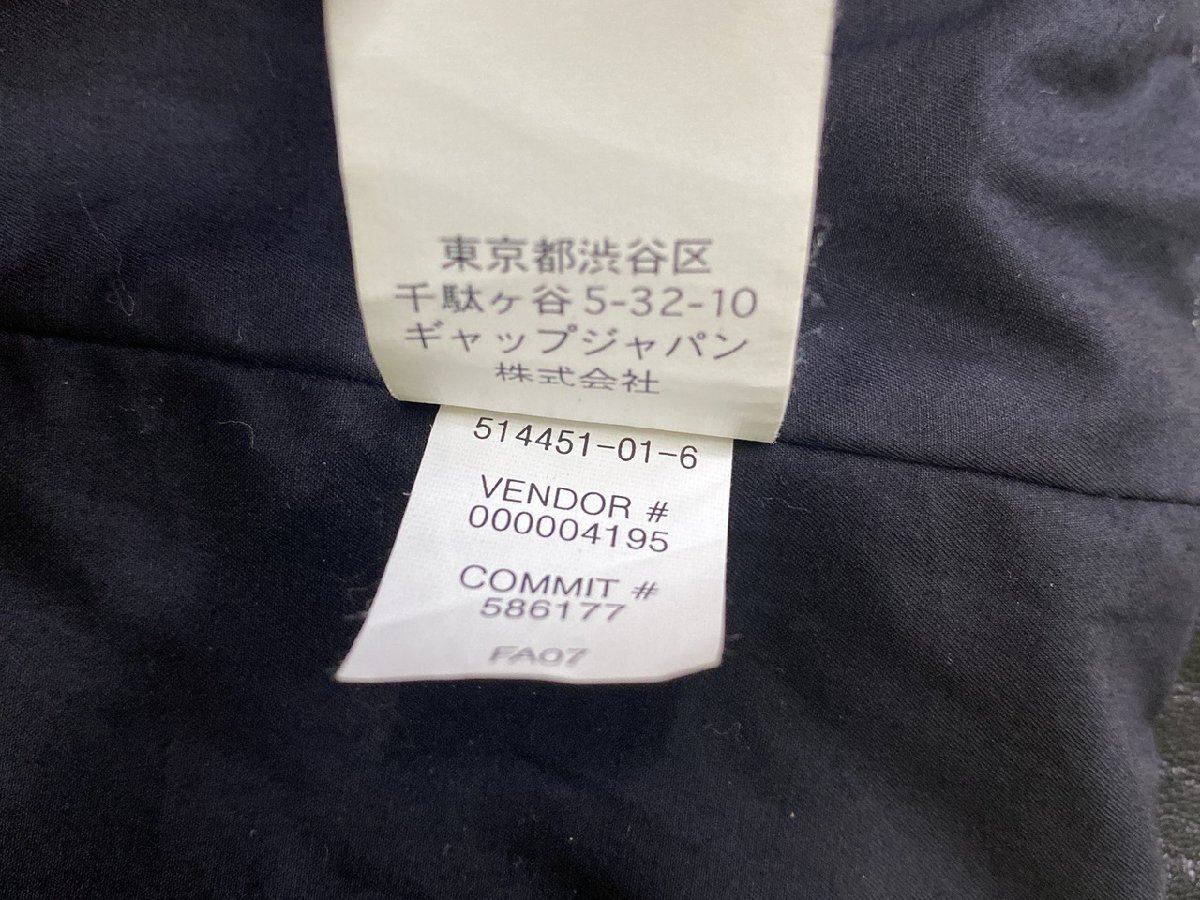 東京都渋谷区
千駄ヶ谷5-32-10
ギャップジャパン
株式会社
514451-01-6
VENDOR #
000004195
COMMIT #
586177
FA07